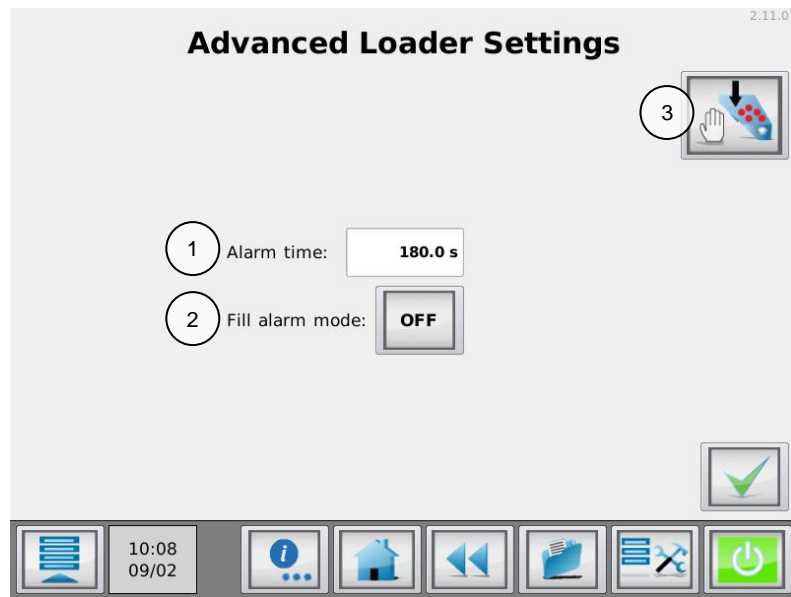 2.11.0
Advanced Loader Settings
3
1 Alarm time: 180.0 s
2 Fill alarm mode: OFF
10:08
09/02
i